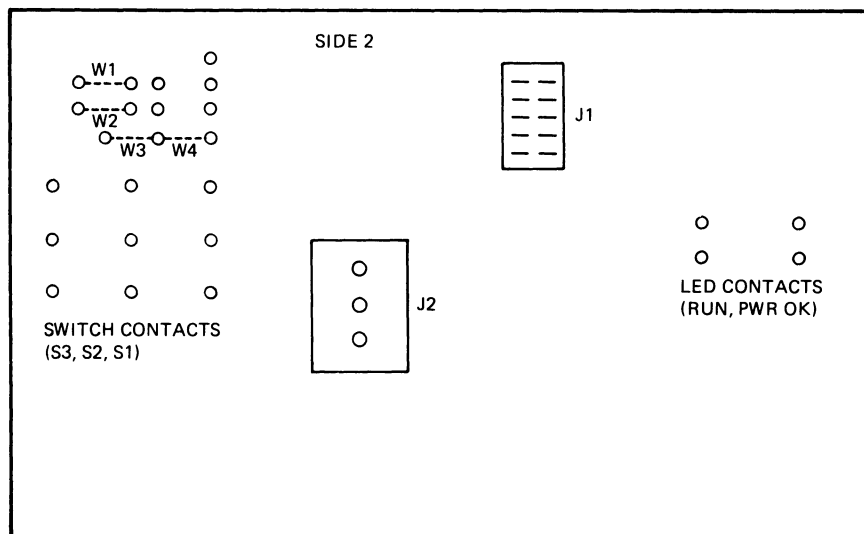 SIDE 2
W1
W2
W3 W4
J1
J2
SWITCH CONTACTS
(S3, S2, S1)
LED CONTACTS
(RUN, PWR OK)